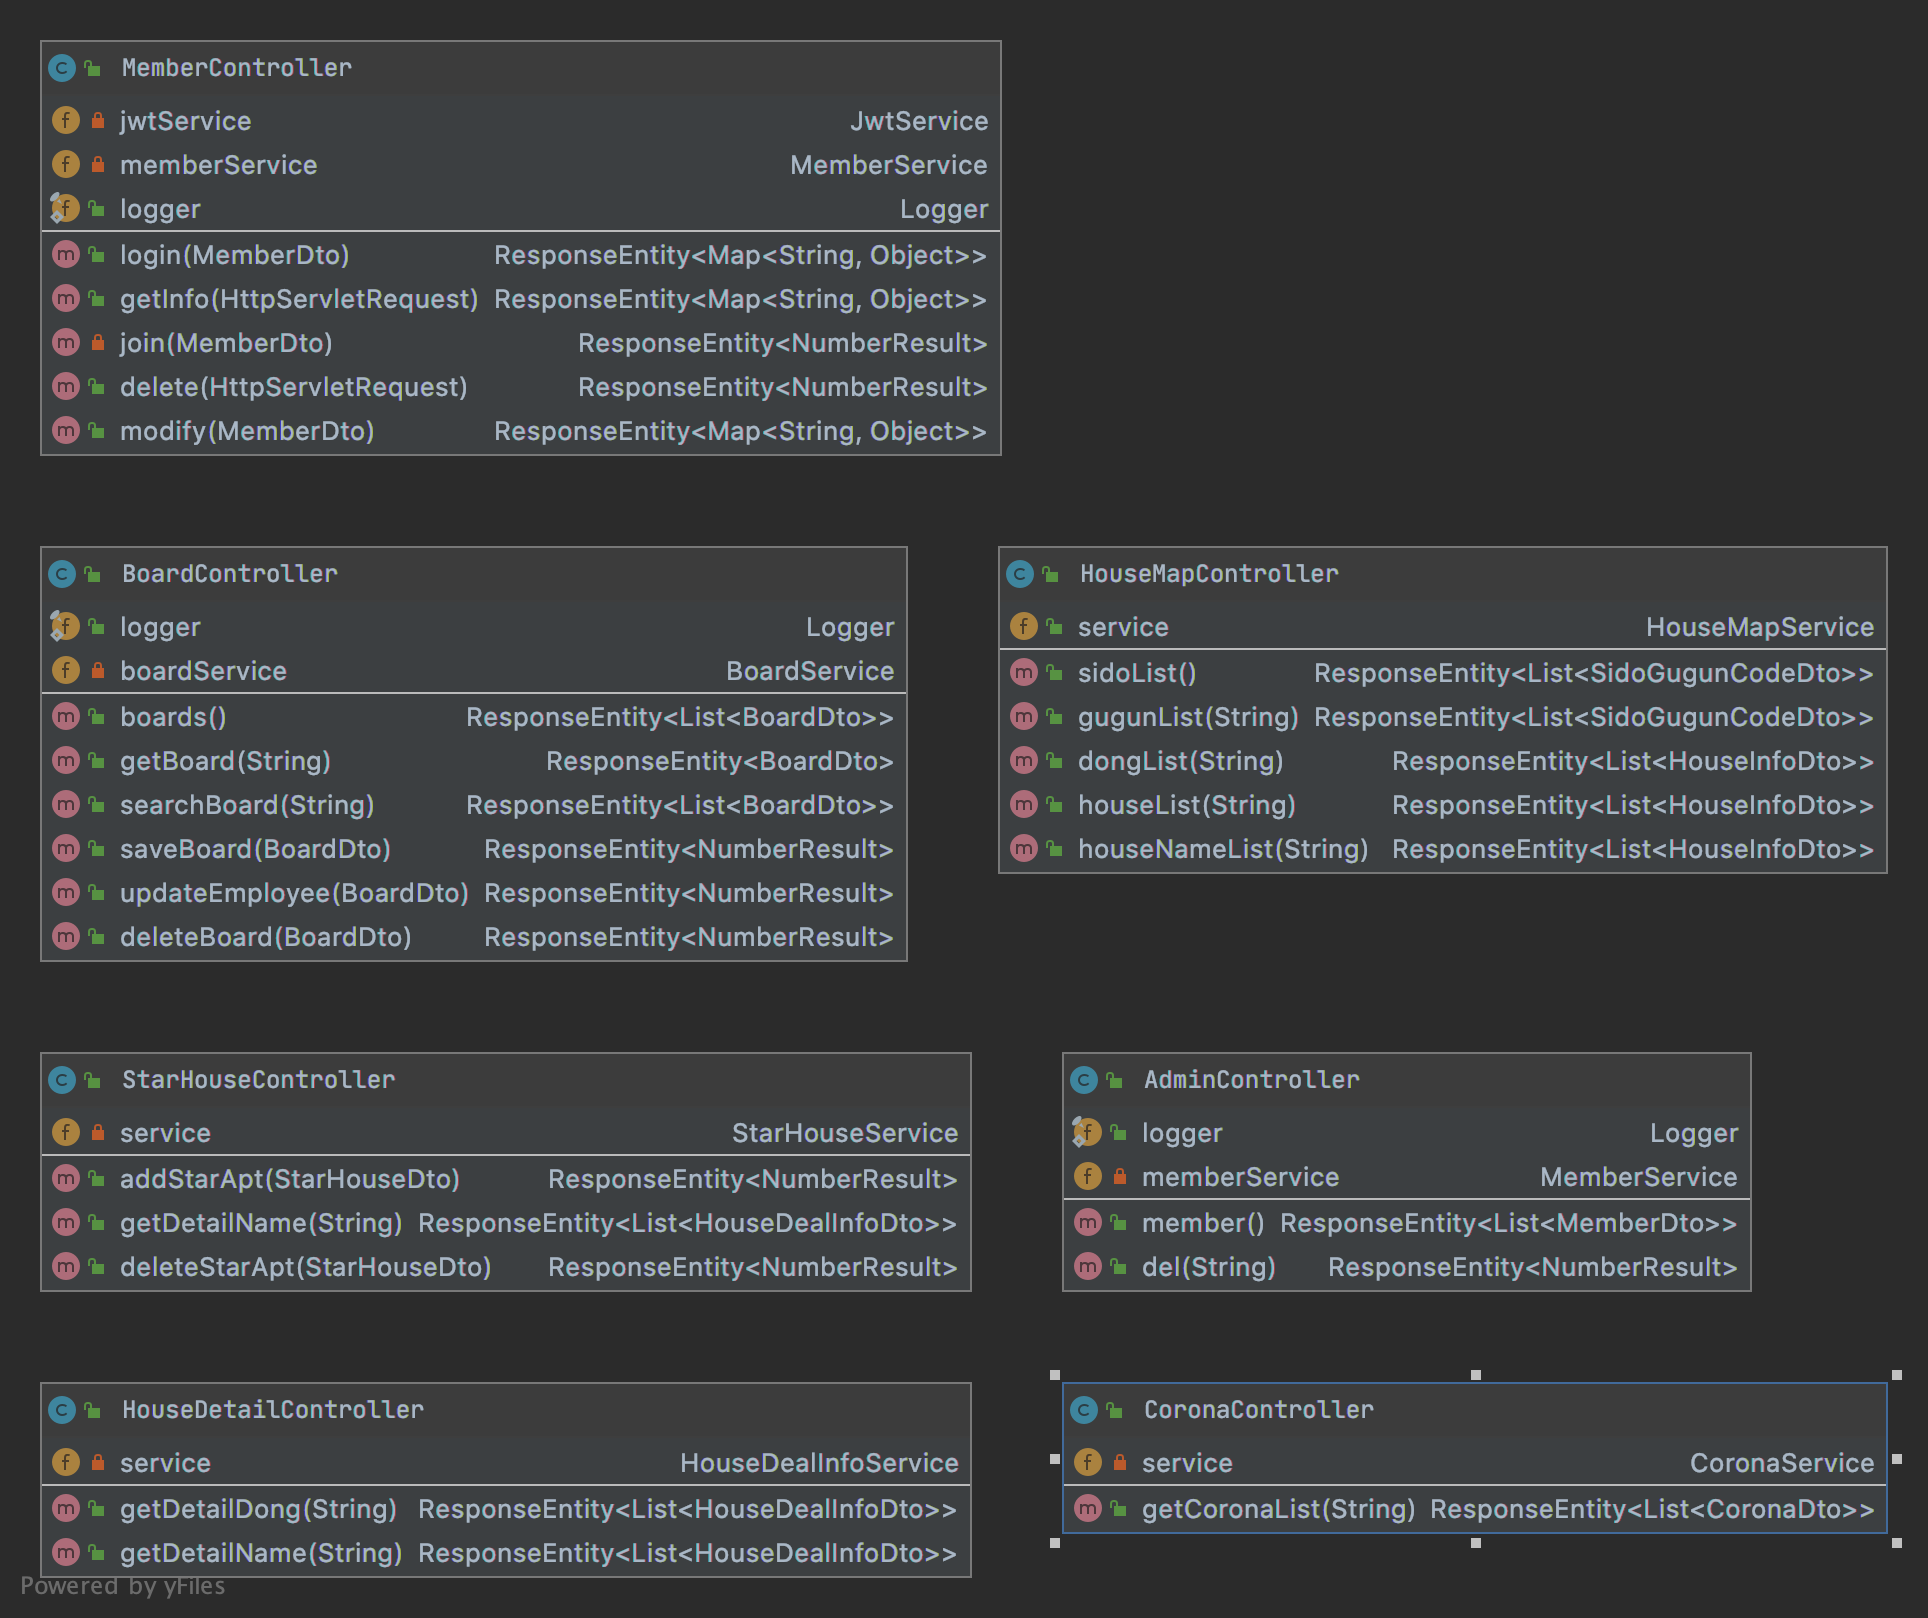 MemberController
jwtService JwtService
memberService MemberService
logger Logger
login(MemberDto) ResponseEntity<Map<String, Object>>
getInfo(HttpServletRequest) ResponseEntity<Map<String, Object>>
join(MemberDto) ResponseEntity<NumberResult>
delete(HttpServletRequest) ResponseEntity<NumberResult>
modify(MemberDto) ResponseEntity<Map<String, Object>>
BoardController
logger Logger
boardService BoardService
boards() ResponseEntity<List<BoardDto>>
getBoard(String) ResponseEntity<BoardDto>
searchBoard(String) ResponseEntity<List<BoardDto>>
saveBoard(BoardDto) ResponseEntity<NumberResult>
updateEmployee(BoardDto) ResponseEntity<NumberResult>
deleteBoard(BoardDto) ResponseEntity<NumberResult>
HouseMapController
service HouseMapService
sidoList() ResponseEntity<List<SidoGugunCodeDto>>
gugunList(String) ResponseEntity<List<SidoGugunCodeDto>>
dongList(String) ResponseEntity<List<HouseInfoDto>>
houseList(String) ResponseEntity<List<HouseInfoDto>>
houseNameList(String) ResponseEntity<List<HouseInfoDto>>
StarHouseController
service StarHouseService
addStarApt(StarHouseDto) ResponseEntity<NumberResult>
getDetailName(String) ResponseEntity<List<HouseDealInfoDto>>
deleteStarApt(StarHouseDto) ResponseEntity<NumberResult>
AdminController
logger Logger
memberService MemberService
member() ResponseEntity<List<MemberDto>>
del(String) ResponseEntity<NumberResult>
HouseDetailController
service HouseDealInfoService
getDetailDong(String) ResponseEntity<List<HouseDealInfoDto>>
getDetailName(String) ResponseEntity<List<HouseDealInfoDto>>
CoronaController
service CoronaService
getCoronaList(String) ResponseEntity<List<CoronaDto>>
Powered by yFiles